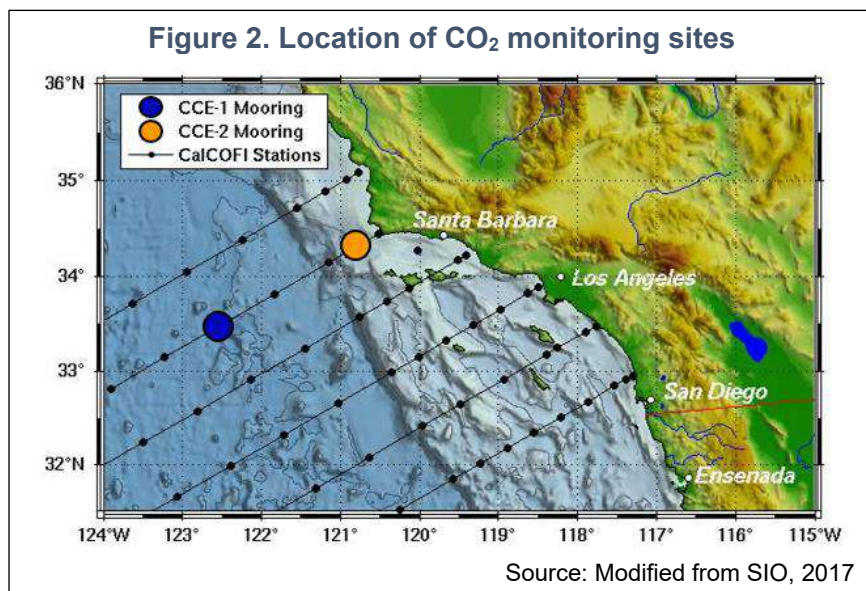 Figure 2. Location of CO₂ monitoring sites
36°N
CCE-1 Mooring
CCE-2 Mooring
CalCOFI Stations
35°
Santa Barbara
34°
Los Angeles
33°
San Diego
32°
Ensenada
124°W 123° 122° 121° 120° 119° 118° 117° 116° 115°W
Source: Modified from SIO, 2017